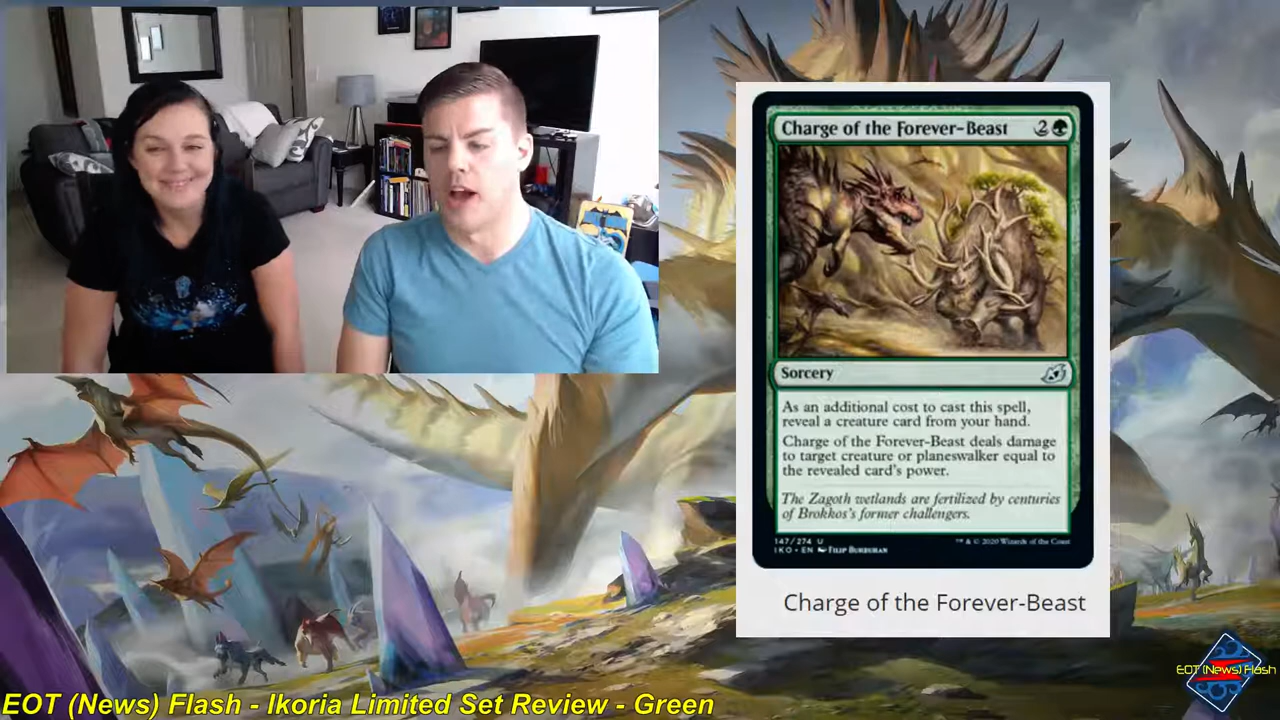 Charge of the Forever-Beast 2
Sorcery
As an additional cost to cast this spell,
reveal a creature card from your hand.
Charge of the Forever-Beast deals damage
to target creature or planeswalker equal to
the revealed card's power.
The Zagoth wetlands are fertilized by centuries
of Brokkos's former challengers.
147/274 U
™ & © 2020 Wizards of the Coast
IKO • EN Filip Burburan
Charge of the Forever-Beast
EOT (News) Flash
EOT (News) Flash - Ikoria Limited Set Review - Green